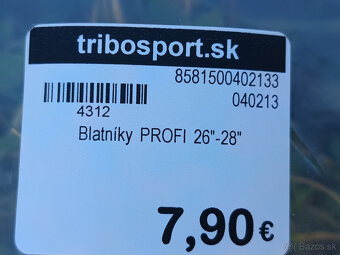 tribosport.sk
8581500402133
040213
4312
Blatníky PROFI 26"-28"
7,90€
Bazos.sk